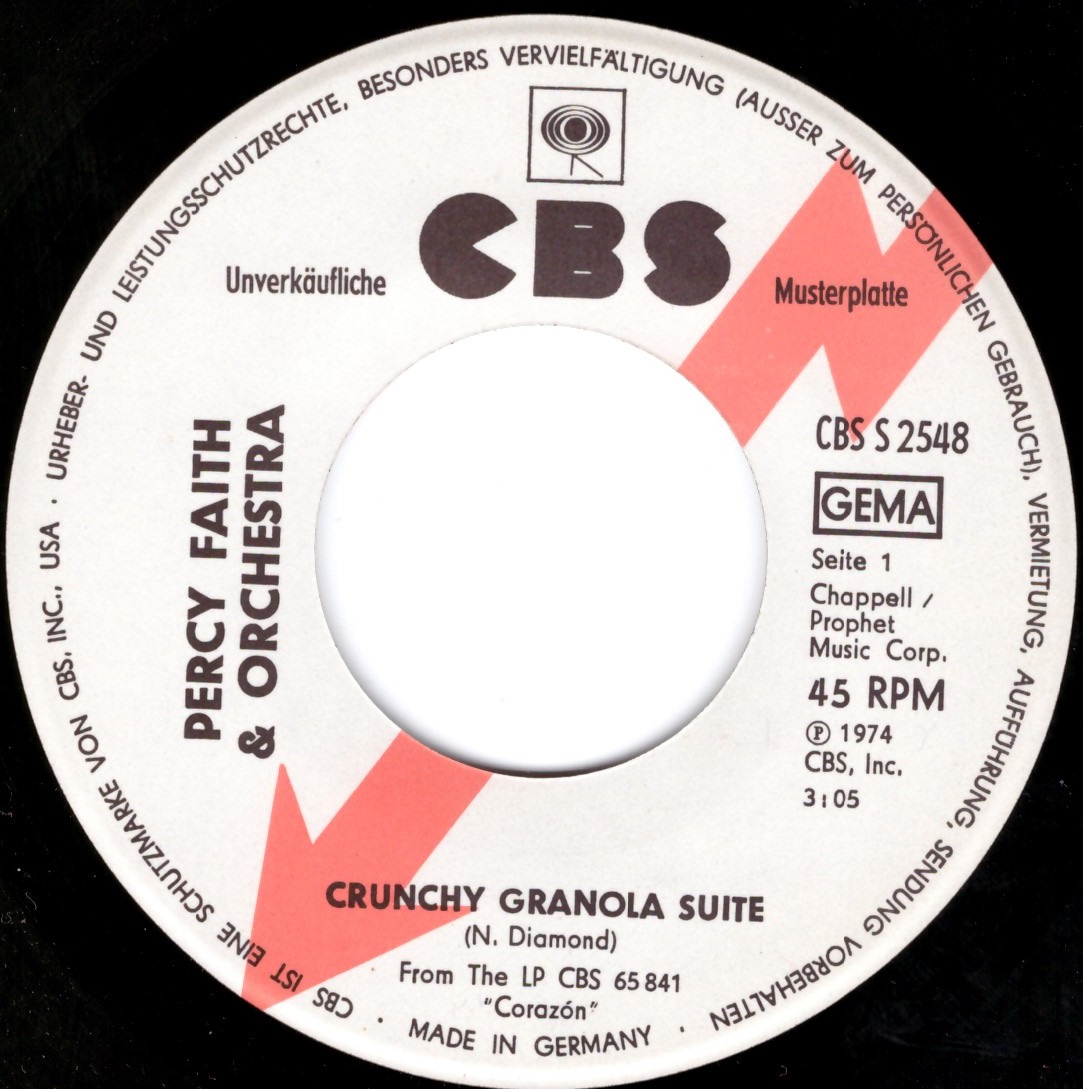 CBS IST EINE SCHUTZMARKE VON CBS, INC., USA · URHEBER- UND LEISTUNGSSCHUTZRECHTE, BESONDERS VERVIELFÄLTIGUNG (AUSSER ZUM PERSÖNLICHEN GEBRAUCH), VERMIETUNG, AUFFÜHRUNG, SENDUNG VORBEHALTEN · MADE IN GERMANY ·
CBS
Unverkäufliche Musterplatte
PERCY FAITH
& ORCHESTRA
CBS S 2548
GEMA
Seite 1
Chappell /
Prophet
Music Corp.
45 RPM
Ⓟ 1974
CBS, Inc.
3:05
CRUNCHY GRANOLA SUITE
(N. Diamond)
From The LP CBS 65 841
"Corazón"